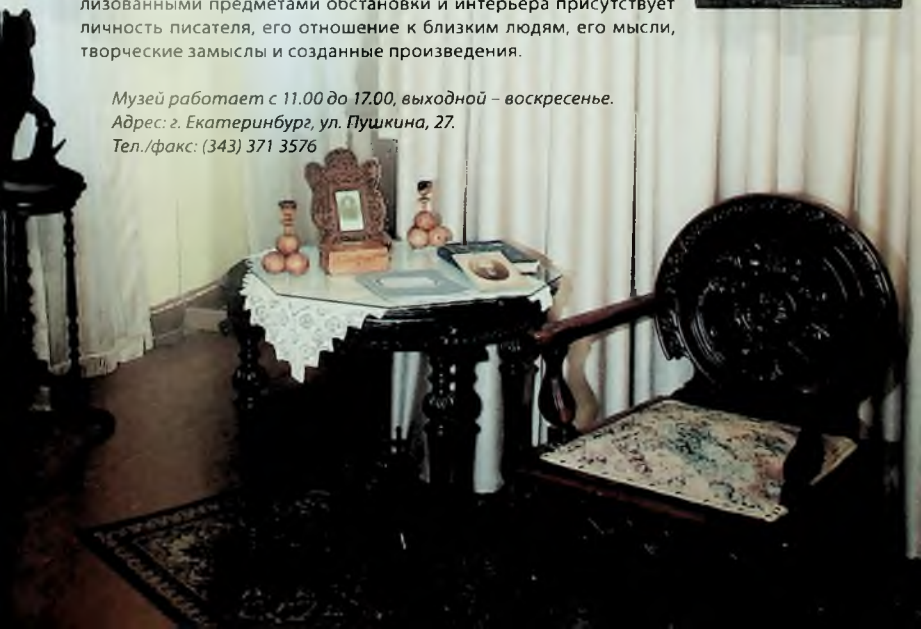 лизованными предметами обстановки и интерьера присутствует
личность писателя, его отношение к близким людям, его мысли,
творческие замыслы и созданные произведения.
Музей работает с 11.00 до 17.00, выходной – воскресенье.
Адрес: г. Екатеринбург, ул. Пушкина, 27.
Тел./факс: (343) 371 3576